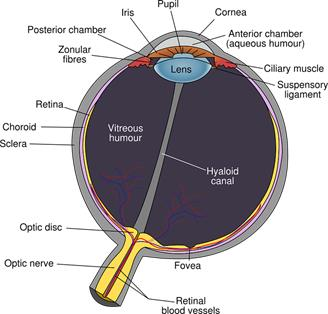 Pupil
Iris
Cornea
Posterior chamber
Anterior chamber
(aqueous humour)
Zonular
fibres
Lens
Ciliary muscle
Suspensory
ligament
Retina
Choroid
Sclera
Vitreous
humour
Hyaloid
canal
Optic disc
Optic nerve
Fovea
Retinal
blood vessels